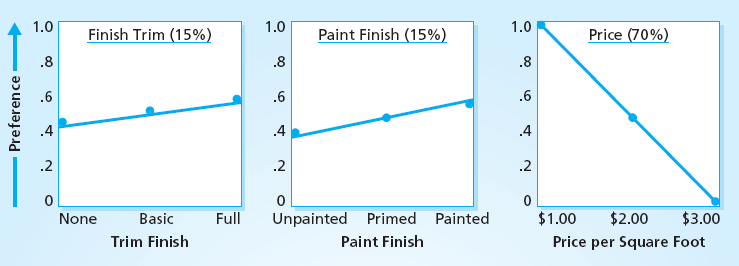 Preference
Finish Trim (15%)
1.0
.8
.6
.4
.2
0
None Basic Full
Trim Finish
Paint Finish (15%)
1.0
.8
.6
.4
.2
0
Unpainted Primed Painted
Paint Finish
Price (70%)
1.0
.8
.6
.4
.2
0
$1.00 $2.00 $3.00
Price per Square Foot